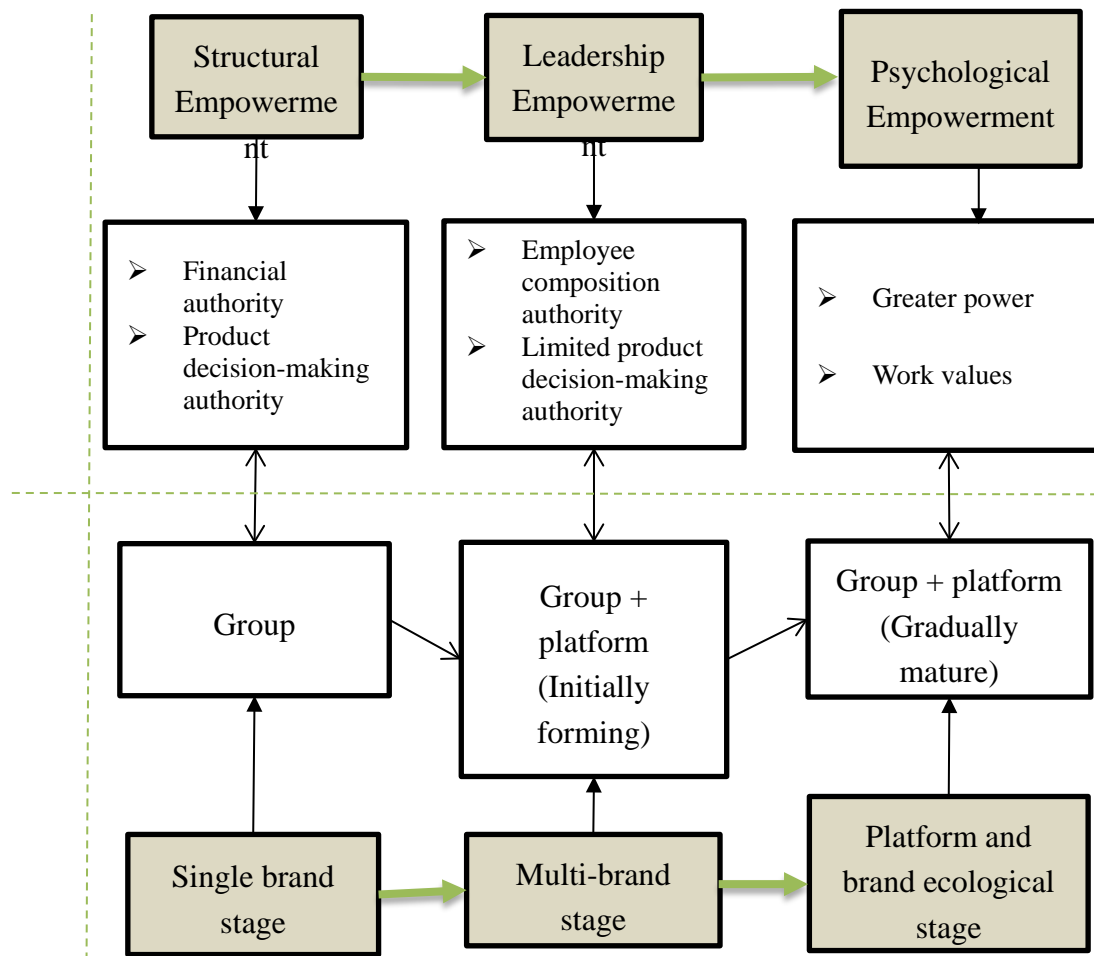 Structural
Empowerme
nt
Leadership
Empowerme
nt
Psychological
Empowerment
➢ Financial
authority
➢ Product
decision-making
authority
➢ Employee
composition
authority
➢ Limited product
decision-making
authority
➢ Greater power
➢ Work values
Group
Group +
platform
(Initially
forming)
Group + platform
(Gradually
mature)
Single brand
stage
Multi-brand
stage
Platform and
brand ecological
stage